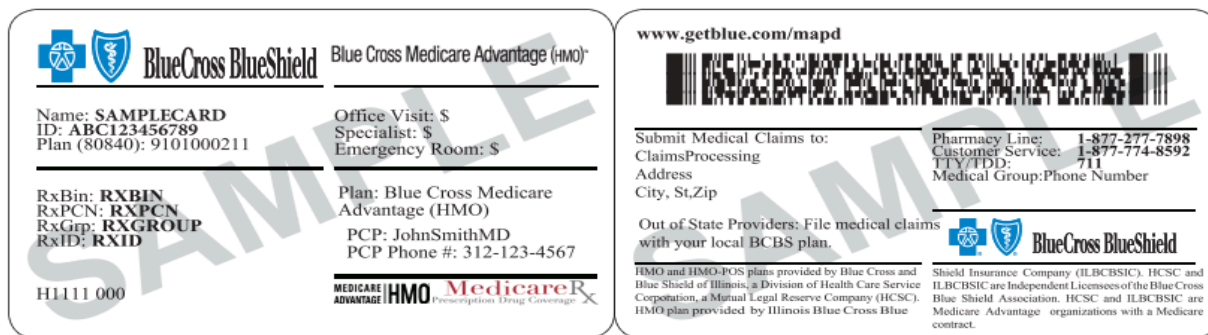 BlueCross BlueShield
Blue Cross Medicare Advantage (HMO)℠
Name: SAMPLECARD
ID: ABC123456789
Plan (80840): 9101000211
Office Visit: $
Specialist: $
Emergency Room: $
RxBin: RXBIN
RxPCN: RXPCN
RxGrp: RXGROUP
RxID: RXID
Plan: Blue Cross Medicare
Advantage (HMO)
PCP: JohnSmithMD
PCP Phone #: 312-123-4567
H1111 000
MEDICARE
ADVANTAGE
HMO
MedicareRx
Prescription Drug Coverage
SAMPLE
www.getblue.com/mapd
Submit Medical Claims to:
ClaimsProcessing
Address
City, St,Zip
Out of State Providers: File medical claims
with your local BCBS plan.
Pharmacy Line: 1-877-277-7898
Customer Service: 1-877-774-8592
TTY/TDD: 711
Medical Group:Phone Number
BlueCross BlueShield
HMO and HMO-POS plans provided by Blue Cross and
Blue Shield of Illinois, a Division of Health Care Service
Corporation, a Mutual Legal Reserve Company (HCSC).
HMO plan provided by Illinois Blue Cross Blue
Shield Insurance Company (ILBCBSIC). HCSC and
ILBCBSIC are Independent Licensees of the Blue Cross
Blue Shield Association. HCSC and ILBCBSIC are
Medicare Advantage organizations with a Medicare
contract.
SAMPLE